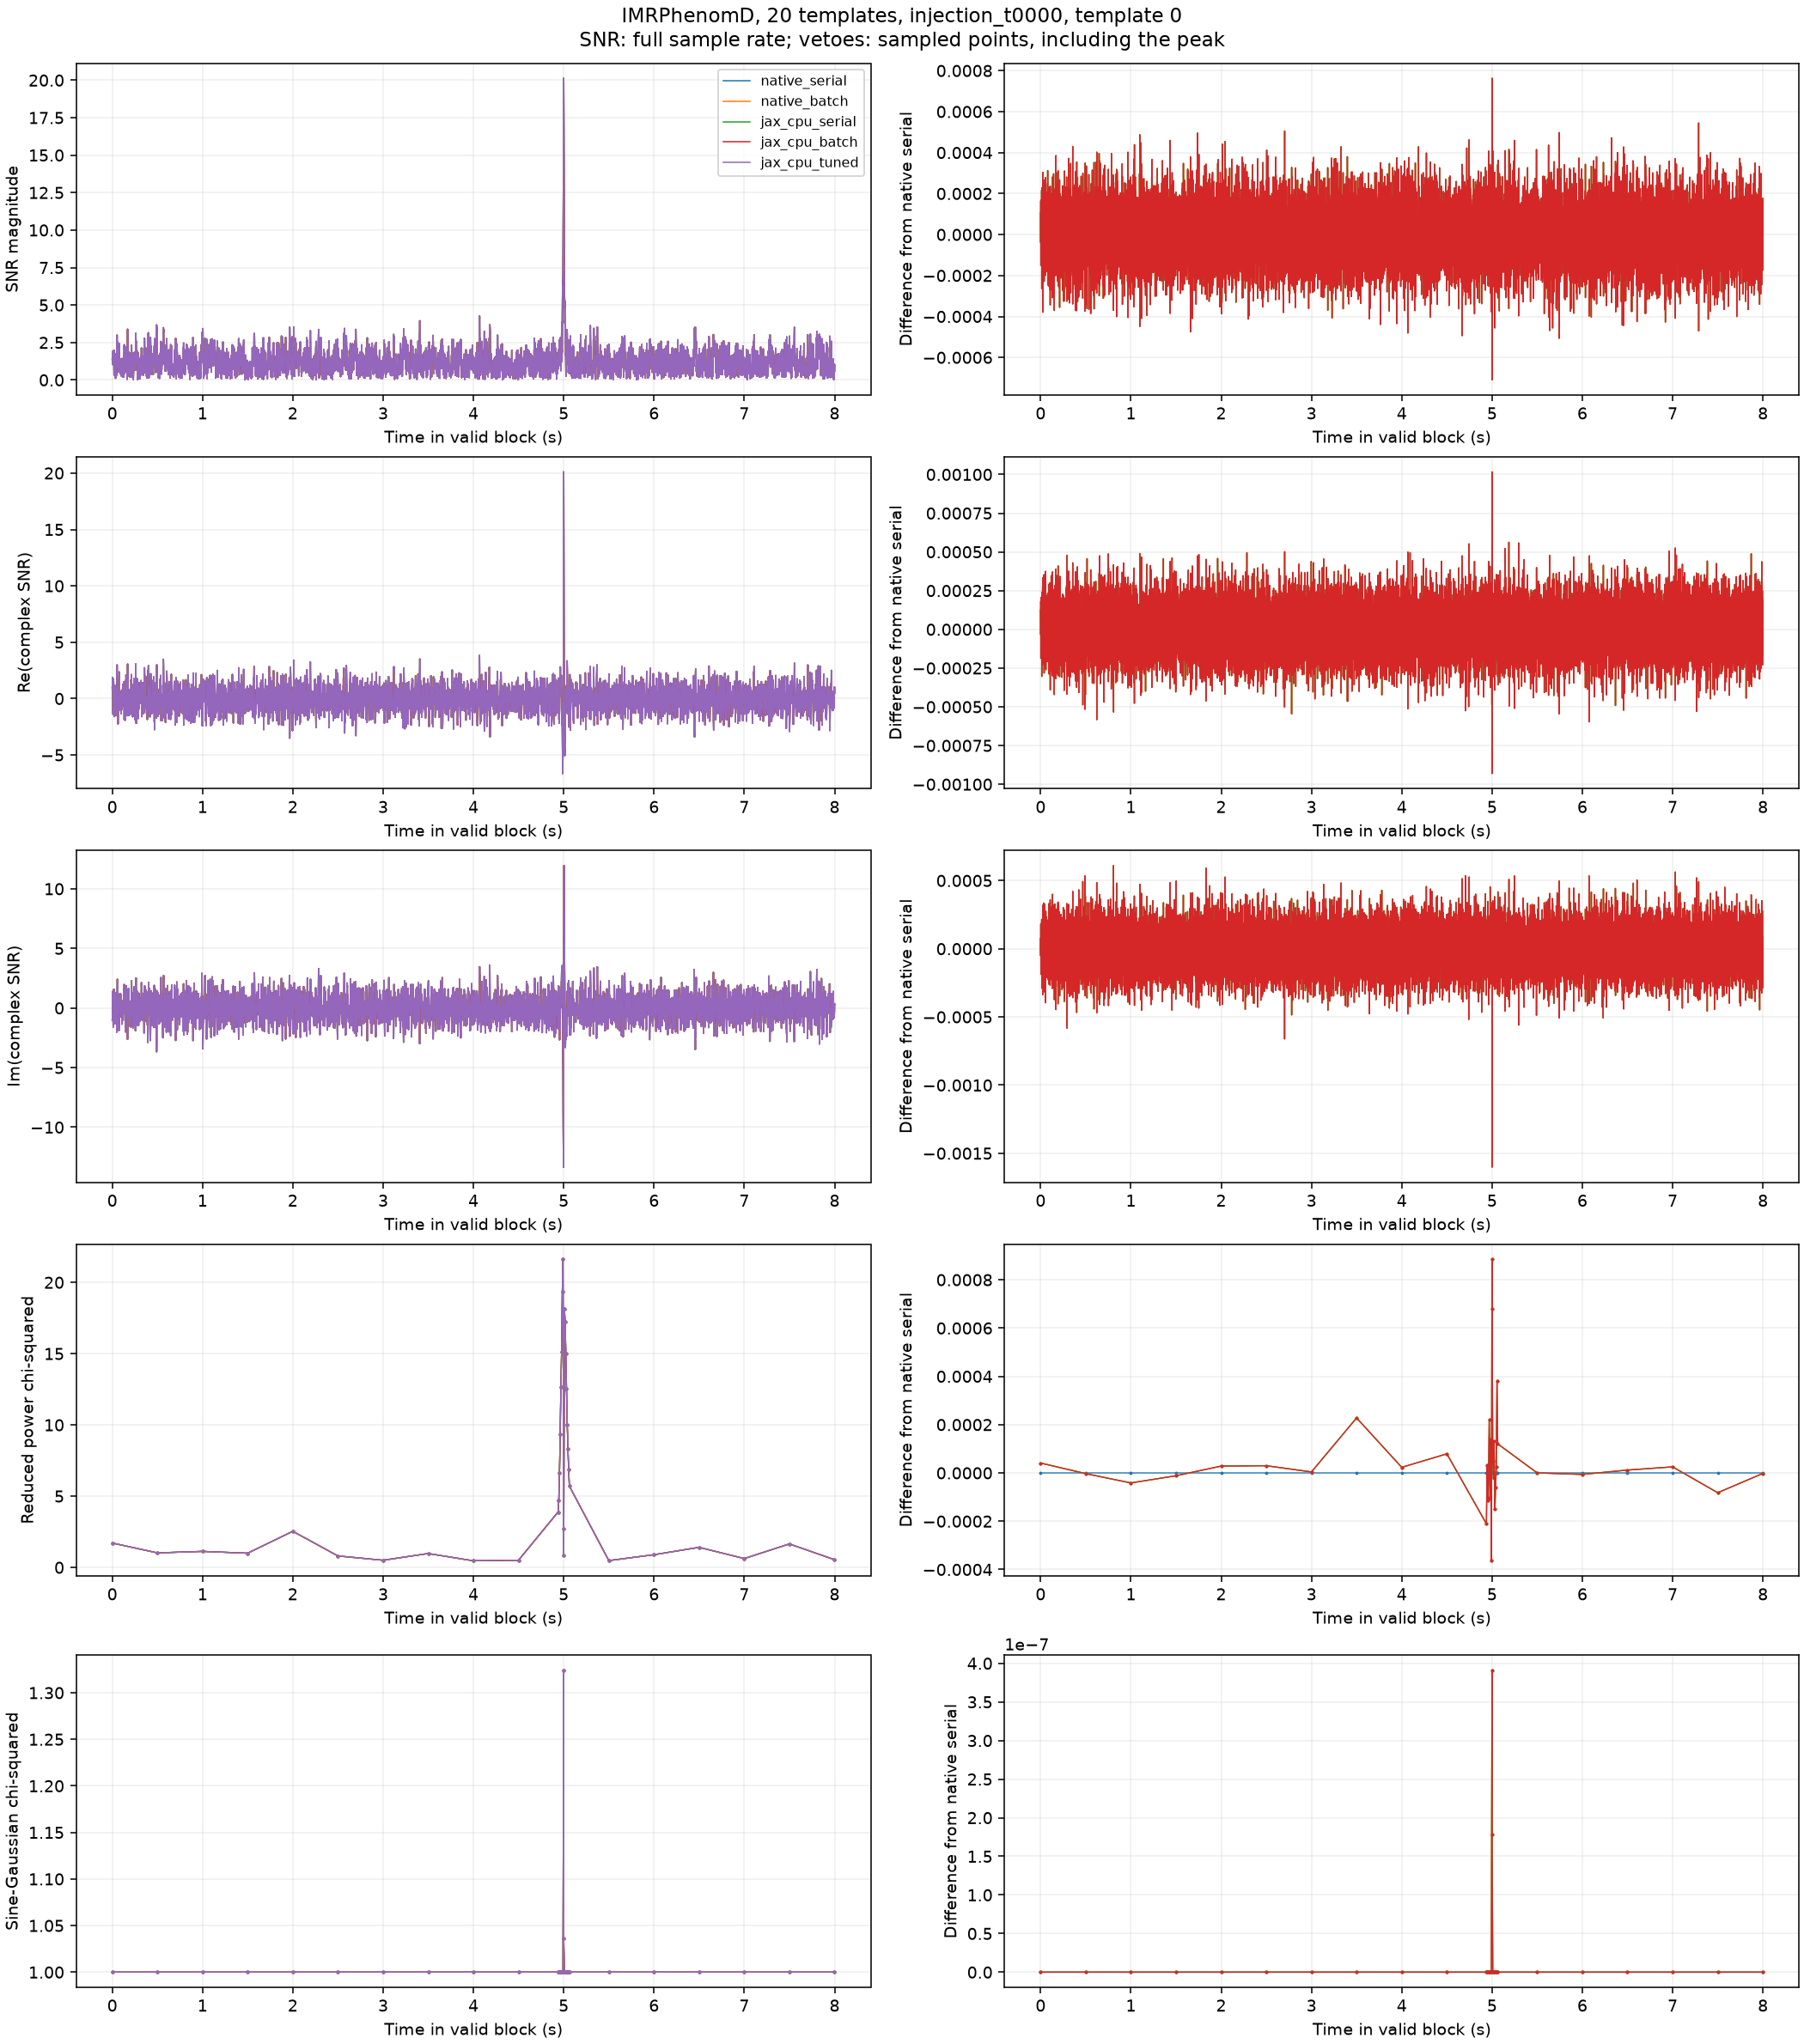 IMRPhenomD, 20 templates, injection_t0000, template 0
SNR: full sample rate; vetoes: sampled points, including the peak
20.0
17.5
15.0
12.5
10.0
7.5
5.0
2.5
0.0
SNR magnitude
native_serial
native_batch
jax_cpu_serial
jax_cpu_batch
jax_cpu_tuned
0 1 2 3 4 5 6 7 8
Time in valid block (s)
0.0008
0.0006
0.0004
0.0002
0.0000
−0.0002
−0.0004
−0.0006
Difference from native serial
0 1 2 3 4 5 6 7 8
Time in valid block (s)
20
15
10
5
0
−5
Re(complex SNR)
0 1 2 3 4 5 6 7 8
Time in valid block (s)
0.00100
0.00075
0.00050
0.00025
0.00000
−0.00025
−0.00050
−0.00075
−0.00100
Difference from native serial
0 1 2 3 4 5 6 7 8
Time in valid block (s)
10
5
0
−5
−10
Im(complex SNR)
0 1 2 3 4 5 6 7 8
Time in valid block (s)
0.0005
0.0000
−0.0005
−0.0010
−0.0015
Difference from native serial
0 1 2 3 4 5 6 7 8
Time in valid block (s)
20
15
10
5
0
Reduced power chi-squared
0 1 2 3 4 5 6 7 8
Time in valid block (s)
0.0008
0.0006
0.0004
0.0002
0.0000
−0.0002
−0.0004
Difference from native serial
0 1 2 3 4 5 6 7 8
Time in valid block (s)
1.30
1.25
1.20
1.15
1.10
1.05
1.00
Sine-Gaussian chi-squared
0 1 2 3 4 5 6 7 8
Time in valid block (s)
1e−7
4.0
3.5
3.0
2.5
2.0
1.5
1.0
0.5
0.0
Difference from native serial
0 1 2 3 4 5 6 7 8
Time in valid block (s)